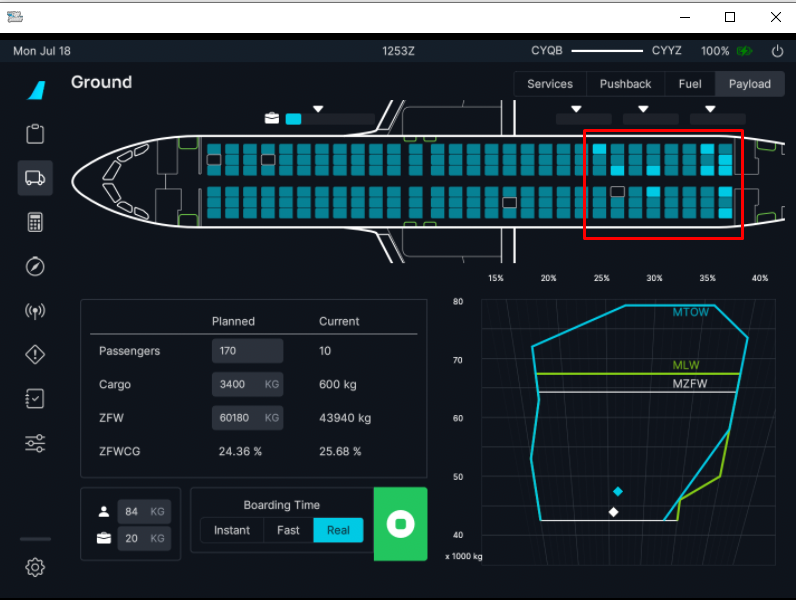 Mon Jul 18 1253Z CYQB CYYZ 100%
Ground Services Pushback Fuel Payload
15% 20% 25% 30% 35% 40%
Planned Current
Passengers 170 10
Cargo 3400 KG 600 kg
ZFW 60180 KG 43940 kg
ZFWCG 24.36 % 25.68 %
84 KG
20 KG
Boarding Time
Instant Fast Real
80
MTOW
70
MLW
MZFW
60
50
40
x 1000 kg